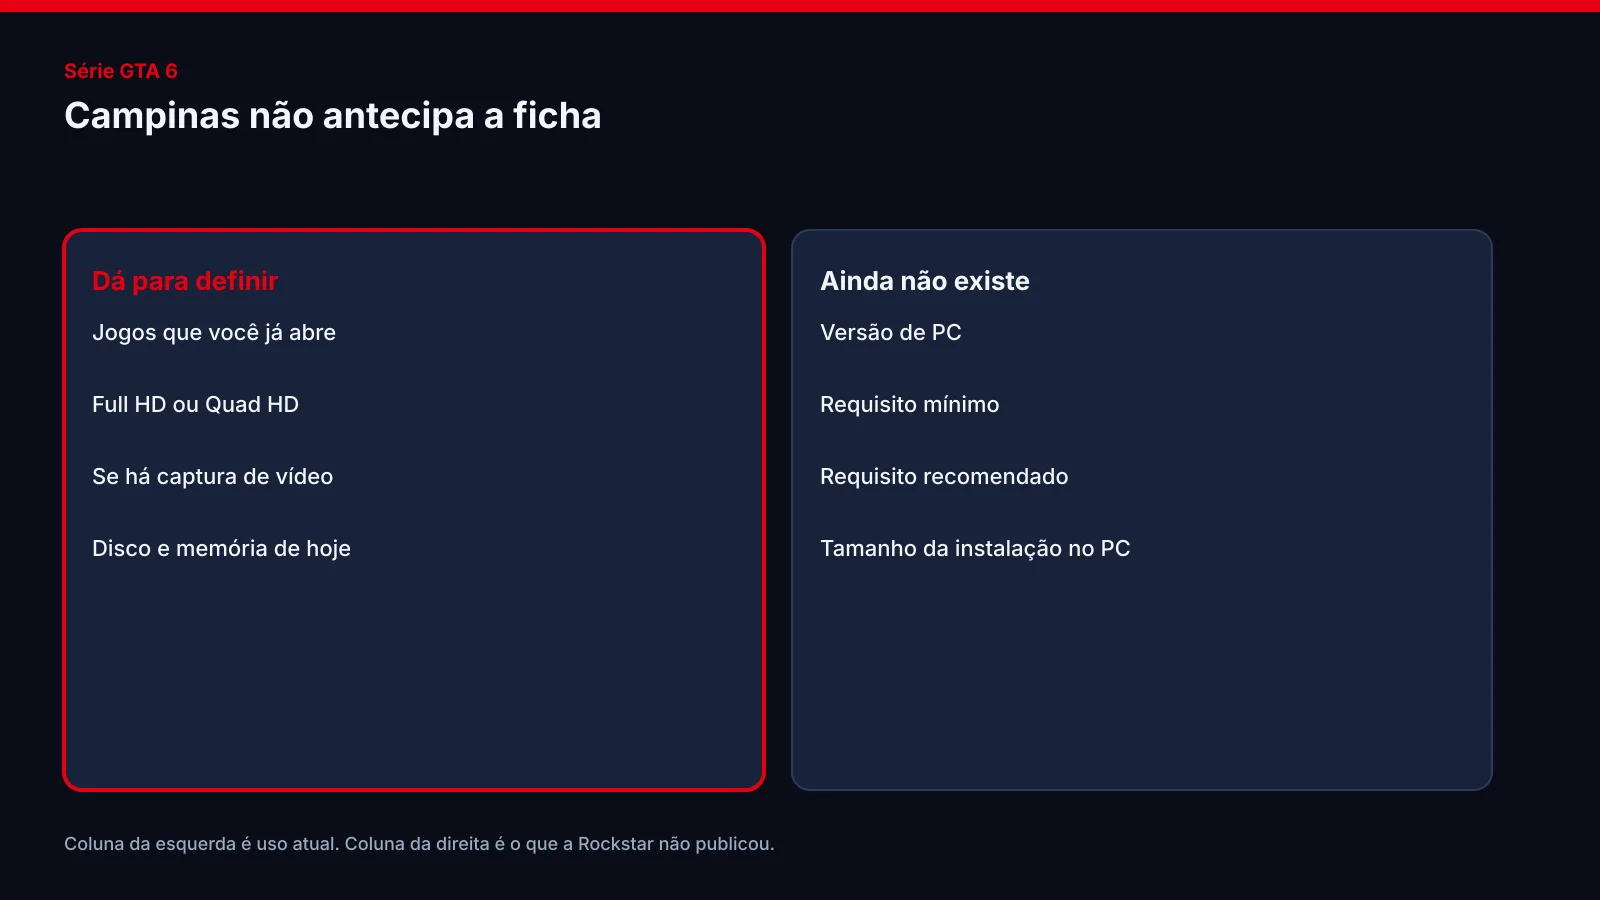 Série GTA 6
Campinas não antecipa a ficha
Dá para definir
Jogos que você já abre
Full HD ou Quad HD
Se há captura de vídeo
Disco e memória de hoje
Ainda não existe
Versão de PC
Requisito mínimo
Requisito recomendado
Tamanho da instalação no PC
Coluna da esquerda é uso atual. Coluna da direita é o que a Rockstar não publicou.